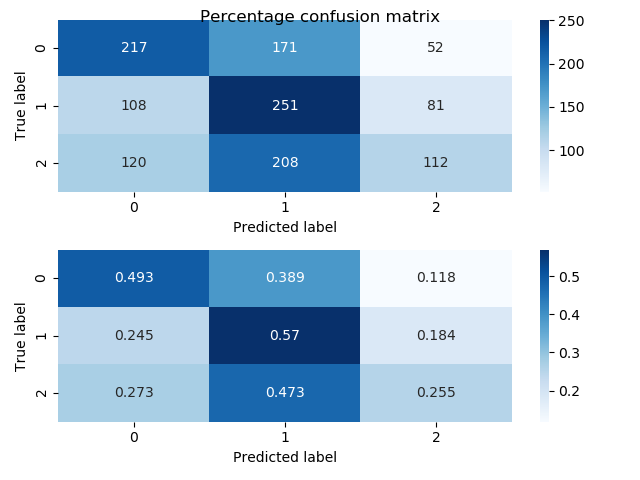 Percentage confusion matrix
0 217 171 52
1 108 251 81
2 120 208 112
True label
0 1 2
Predicted label
250
200
150
100
0 0.493 0.389 0.118
1 0.245 0.57 0.184
2 0.273 0.473 0.255
True label
0 1 2
Predicted label
0.5
0.4
0.3
0.2